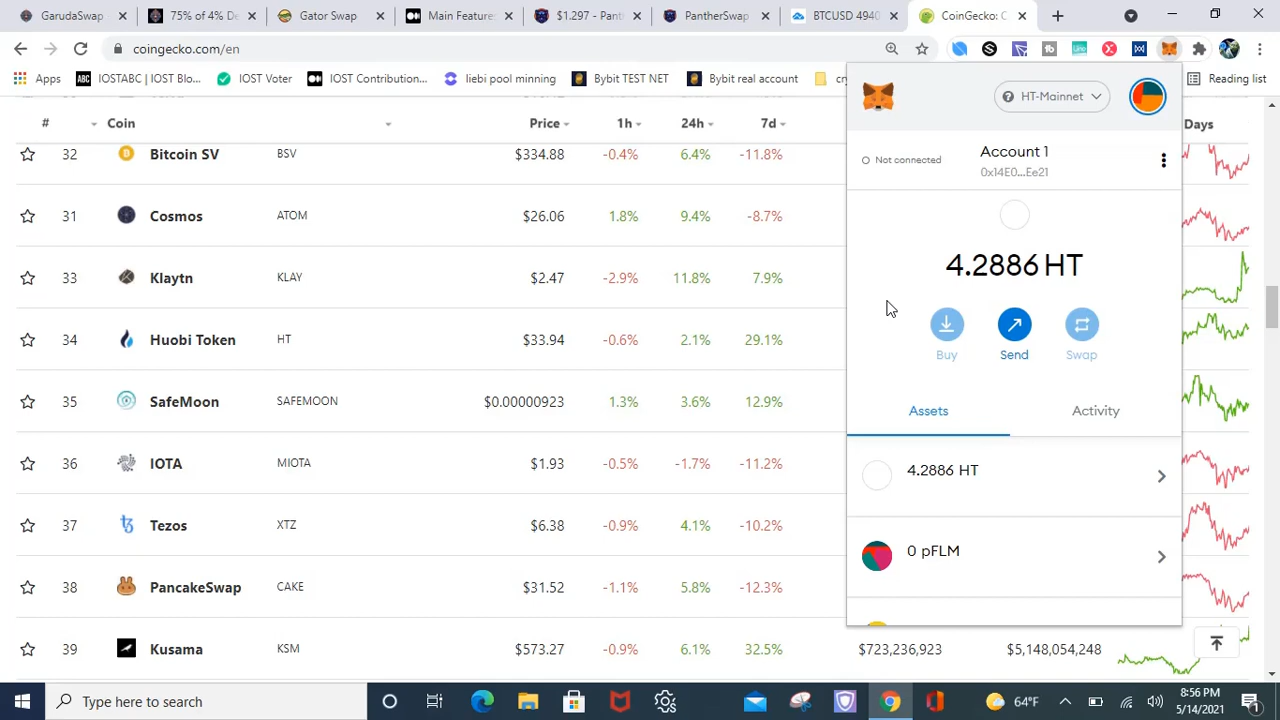 GarudaSwap
75% of 4% De
Gator Swap
Main Feature
$1.297 - Pant
PantherSwap
BTCUSD 4940
CoinGecko: C
coingecko.com/en
Apps
ABC
IOSTABC | IOST Blo...
IOST Voter
IOST Contribution...
liebi pool minning
Bybit TEST NET
Bybit real account
cry
Reading list
# Coin Price 1h 24h 7d Days
32 Bitcoin SV BSV $334.88 -0.4% 6.4% -11.8%
31 Cosmos ATOM $26.06 1.8% 9.4% -8.7%
33 Klaytn KLAY $2.47 -2.9% 11.8% 7.9%
34 Huobi Token HT $33.94 -0.6% 2.1% 29.1%
35 SafeMoon SAFEMOON $0.00000923 1.3% 3.6% 12.9%
36 IOTA MIOTA $1.93 -0.5% -1.7% -11.2%
37 Tezos XTZ $6.38 -0.9% 4.1% -10.2%
38 PancakeSwap CAKE $31.52 -1.1% 5.8% -12.3%
39 Kusama KSM $573.27 -0.9% 6.1% 32.5% $723,236,923 $5,148,054,248
HT-Mainnet
Not connected
Account 1
0x14E0...Ee21
4.2886 HT
Buy
Send
Swap
Assets
Activity
4.2886 HT
0 pFLM
Type here to search
64°F
8:56 PM
5/14/2021
1